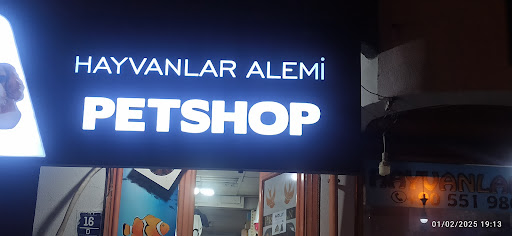 HAYVANLAR ALEMİ
PETSHOP
16
551
01/02/2025 19:13